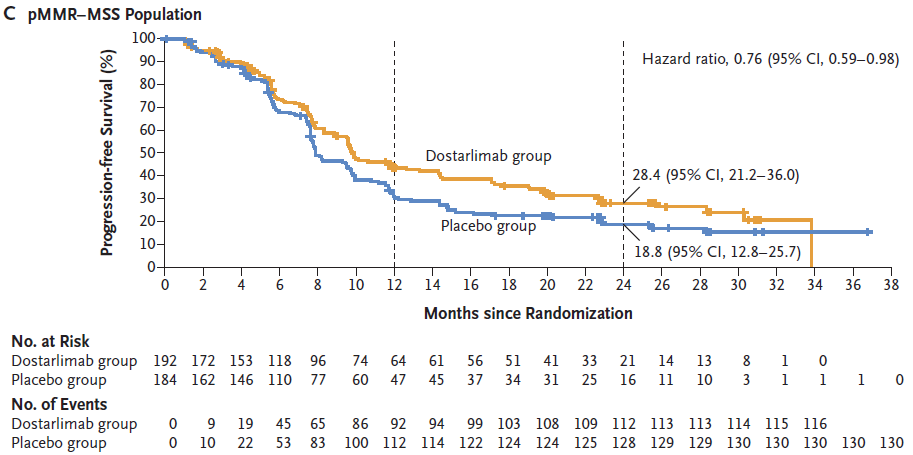 C pMMR–MSS Population
Progression-free Survival (%)
100
90
80
70
60
50
40
30
20
10
0
Hazard ratio, 0.76 (95% CI, 0.59–0.98)
Dostarlimab group
28.4 (95% CI, 21.2–36.0)
Placebo group
18.8 (95% CI, 12.8–25.7)
0 2 4 6 8 10 12 14 16 18 20 22 24 26 28 30 32 34 36 38
Months since Randomization
No. at Risk
Dostarlimab group 192 172 153 118 96 74 64 61 56 51 41 33 21 14 13 8 1 0
Placebo group 184 162 146 110 77 60 47 45 37 34 31 25 16 11 10 3 1 1 1 0
No. of Events
Dostarlimab group 0 9 19 45 65 86 92 94 99 103 108 109 112 113 113 114 115 116
Placebo group 0 10 22 53 83 100 112 114 122 124 124 125 128 129 129 130 130 130 130 130